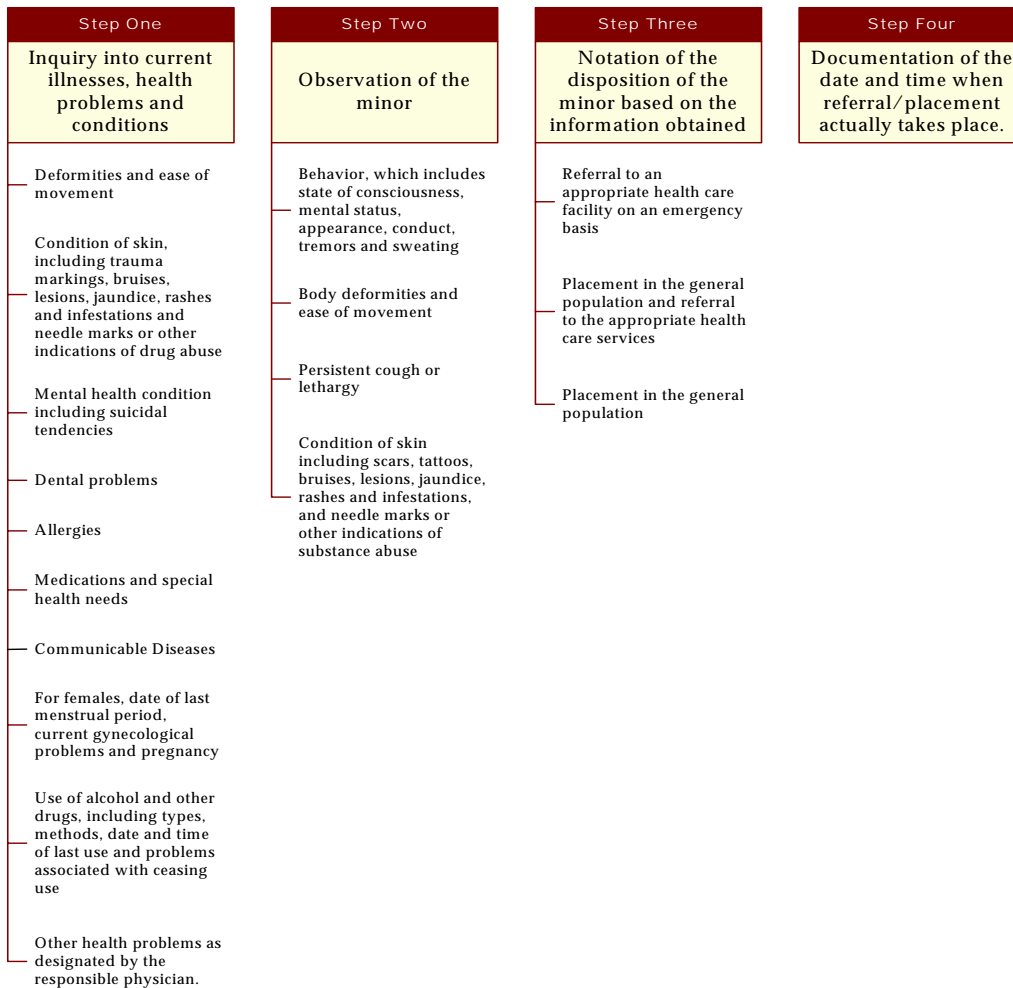 Step One
Inquiry into current
illnesses, health
problems and
conditions
Deformities and ease of
movement
Condition of skin,
including trauma
markings, bruises,
lesions, jaundice, rashes
and infestations and
needle marks or other
indications of drug abuse
Mental health condition
including suicidal
tendencies
Dental problems
Allergies
Medications and special
health needs
Communicable Diseases
For females, date of last
menstrual period,
current gynecological
problems and pregnancy
Use of alcohol and other
drugs, including types,
methods, date and time
of last use and problems
associated with ceasing
use
Other health problems as
designated by the
responsible physician.
Step Two
Observation of the
minor
Behavior, which includes
state of consciousness,
mental status,
appearance, conduct,
tremors and sweating
Body deformities and
ease of movement
Persistent cough or
lethargy
Condition of skin
including scars, tattoos,
bruises, lesions, jaundice,
rashes and infestations,
and needle marks or
other indications of
substance abuse
Step Three
Notation of the
disposition of the
minor based on the
information obtained
Referral to an
appropriate health care
facility on an emergency
basis
Placement in the general
population and referral
to the appropriate health
care services
Placement in the general
population
Step Four
Documentation of the
date and time when
referral/placement
actually takes place.